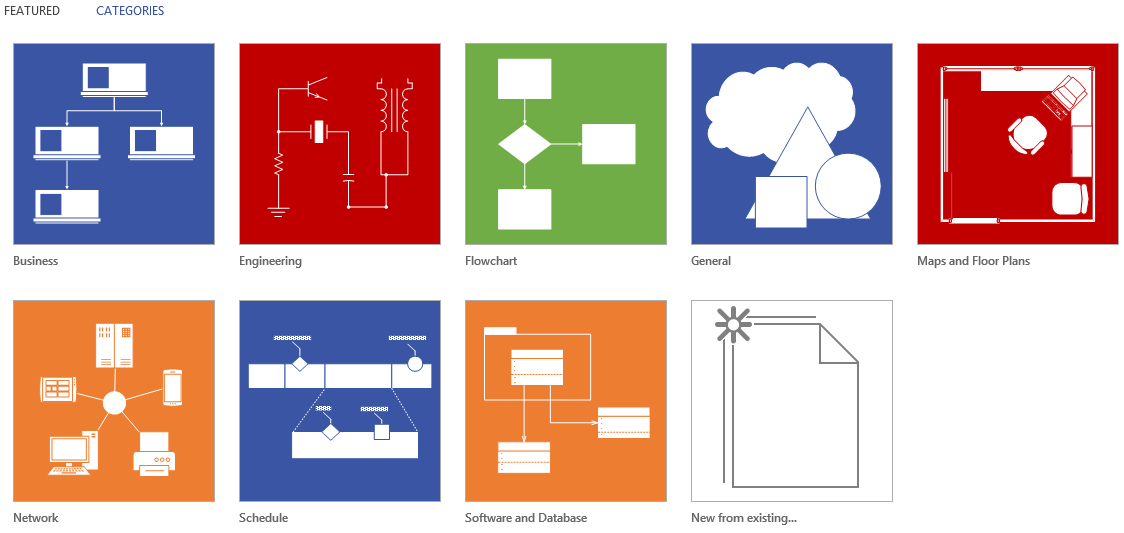 FEATURED CATEGORIES
Business Engineering Flowchart General Maps and Floor Plans
Network Schedule Software and Database New from existing...